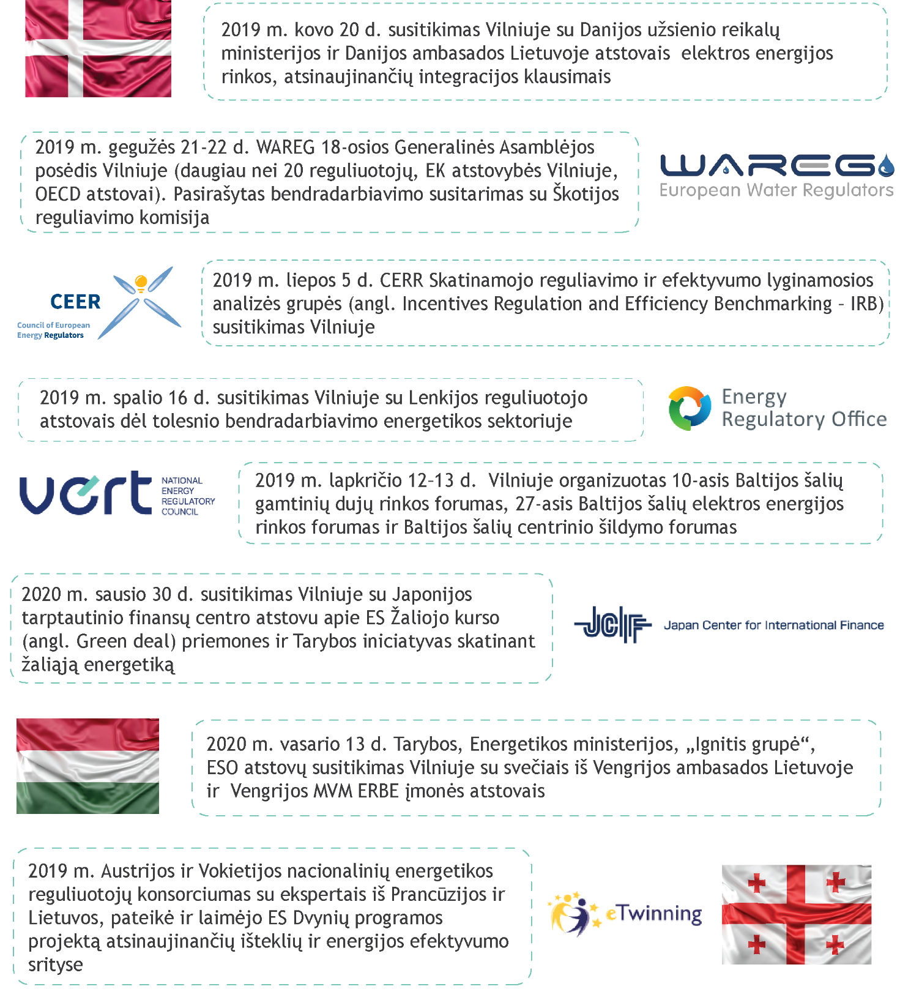 2019 m. kovo 20 d. susitikimas Vilniuje su Danijos užsienio reikalų
ministerijos ir Danijos ambasados Lietuvoje atstovais elektros energijos
rinkos, atsinaujinančių integracijos klausimais
2019 m. gegužės 21-22 d. WAREG 18-osios Generalinės Asamblėjos
posėdis Vilniuje (daugiau nei 20 reguliuotojų, EK atstovybės Vilniuje,
OECD atstovai). Pasirašytas bendradarbiavimo susitarimas su Škotijos
reguliavimo komisija
WAREG
European Water Regulators
CEER
Council of European
Energy Regulators
2019 m. liepos 5 d. CERR Skatinamojo reguliavimo ir efektyvumo lyginamosios
analizės grupės (angl. Incentives Regulation and Efficiency Benchmarking – IRB)
susitikimas Vilniuje
2019 m. spalio 16 d. susitikimas Vilniuje su Lenkijos reguliuotojo
atstovais dėl tolesnio bendradarbiavimo energetikos sektoriuje
Energy
Regulatory Office
vert
NATIONAL
ENERGY
REGULATORY
COUNCIL
2019 m. lapkričio 12–13 d. Vilniuje organizuotas 10-asis Baltijos šalių
gamtinių dujų rinkos forumas, 27-asis Baltijos šalių elektros energijos
rinkos forumas ir Baltijos šalių centrinio šildymo forumas
2020 m. sausio 30 d. susitikimas Vilniuje su Japonijos
tarptautinio finansų centro atstovu apie ES Žaliojo kurso
(angl. Green deal) priemones ir Tarybos iniciatyvas skatinant
žaliąją energetiką
JCIF
Japan Center for International Finance
2020 m. vasario 13 d. Tarybos, Energetikos ministerijos, „Ignitis grupė“,
ESO atstovų susitikimas Vilniuje su svečiais iš Vengrijos ambasados Lietuvoje
ir Vengrijos MVM ERBE įmonės atstovais
2019 m. Austrijos ir Vokietijos nacionalinių energetikos
reguliuotojų konsorciumas su ekspertais iš Prancūzijos ir
Lietuvos, pateikė ir laimėjo ES Dvynių programos
projektą atsinaujinančių išteklių ir energijos efektyvumo
srityse
eTwinning